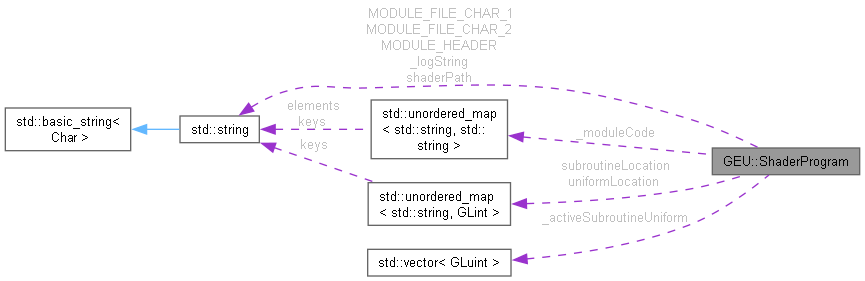 MODULE_FILE_CHAR_1
MODULE_FILE_CHAR_2
MODULE_HEADER
_logString
shaderPath
std::basic_string<
Char >
std::string
elements
keys
keys
std::unordered_map
< std::string, std::
string >
_moduleCode
GEU::ShaderProgram
subroutineLocation
uniformLocation
std::unordered_map
< std::string, GLint >
_activeSubroutineUniform
std::vector< GLuint >